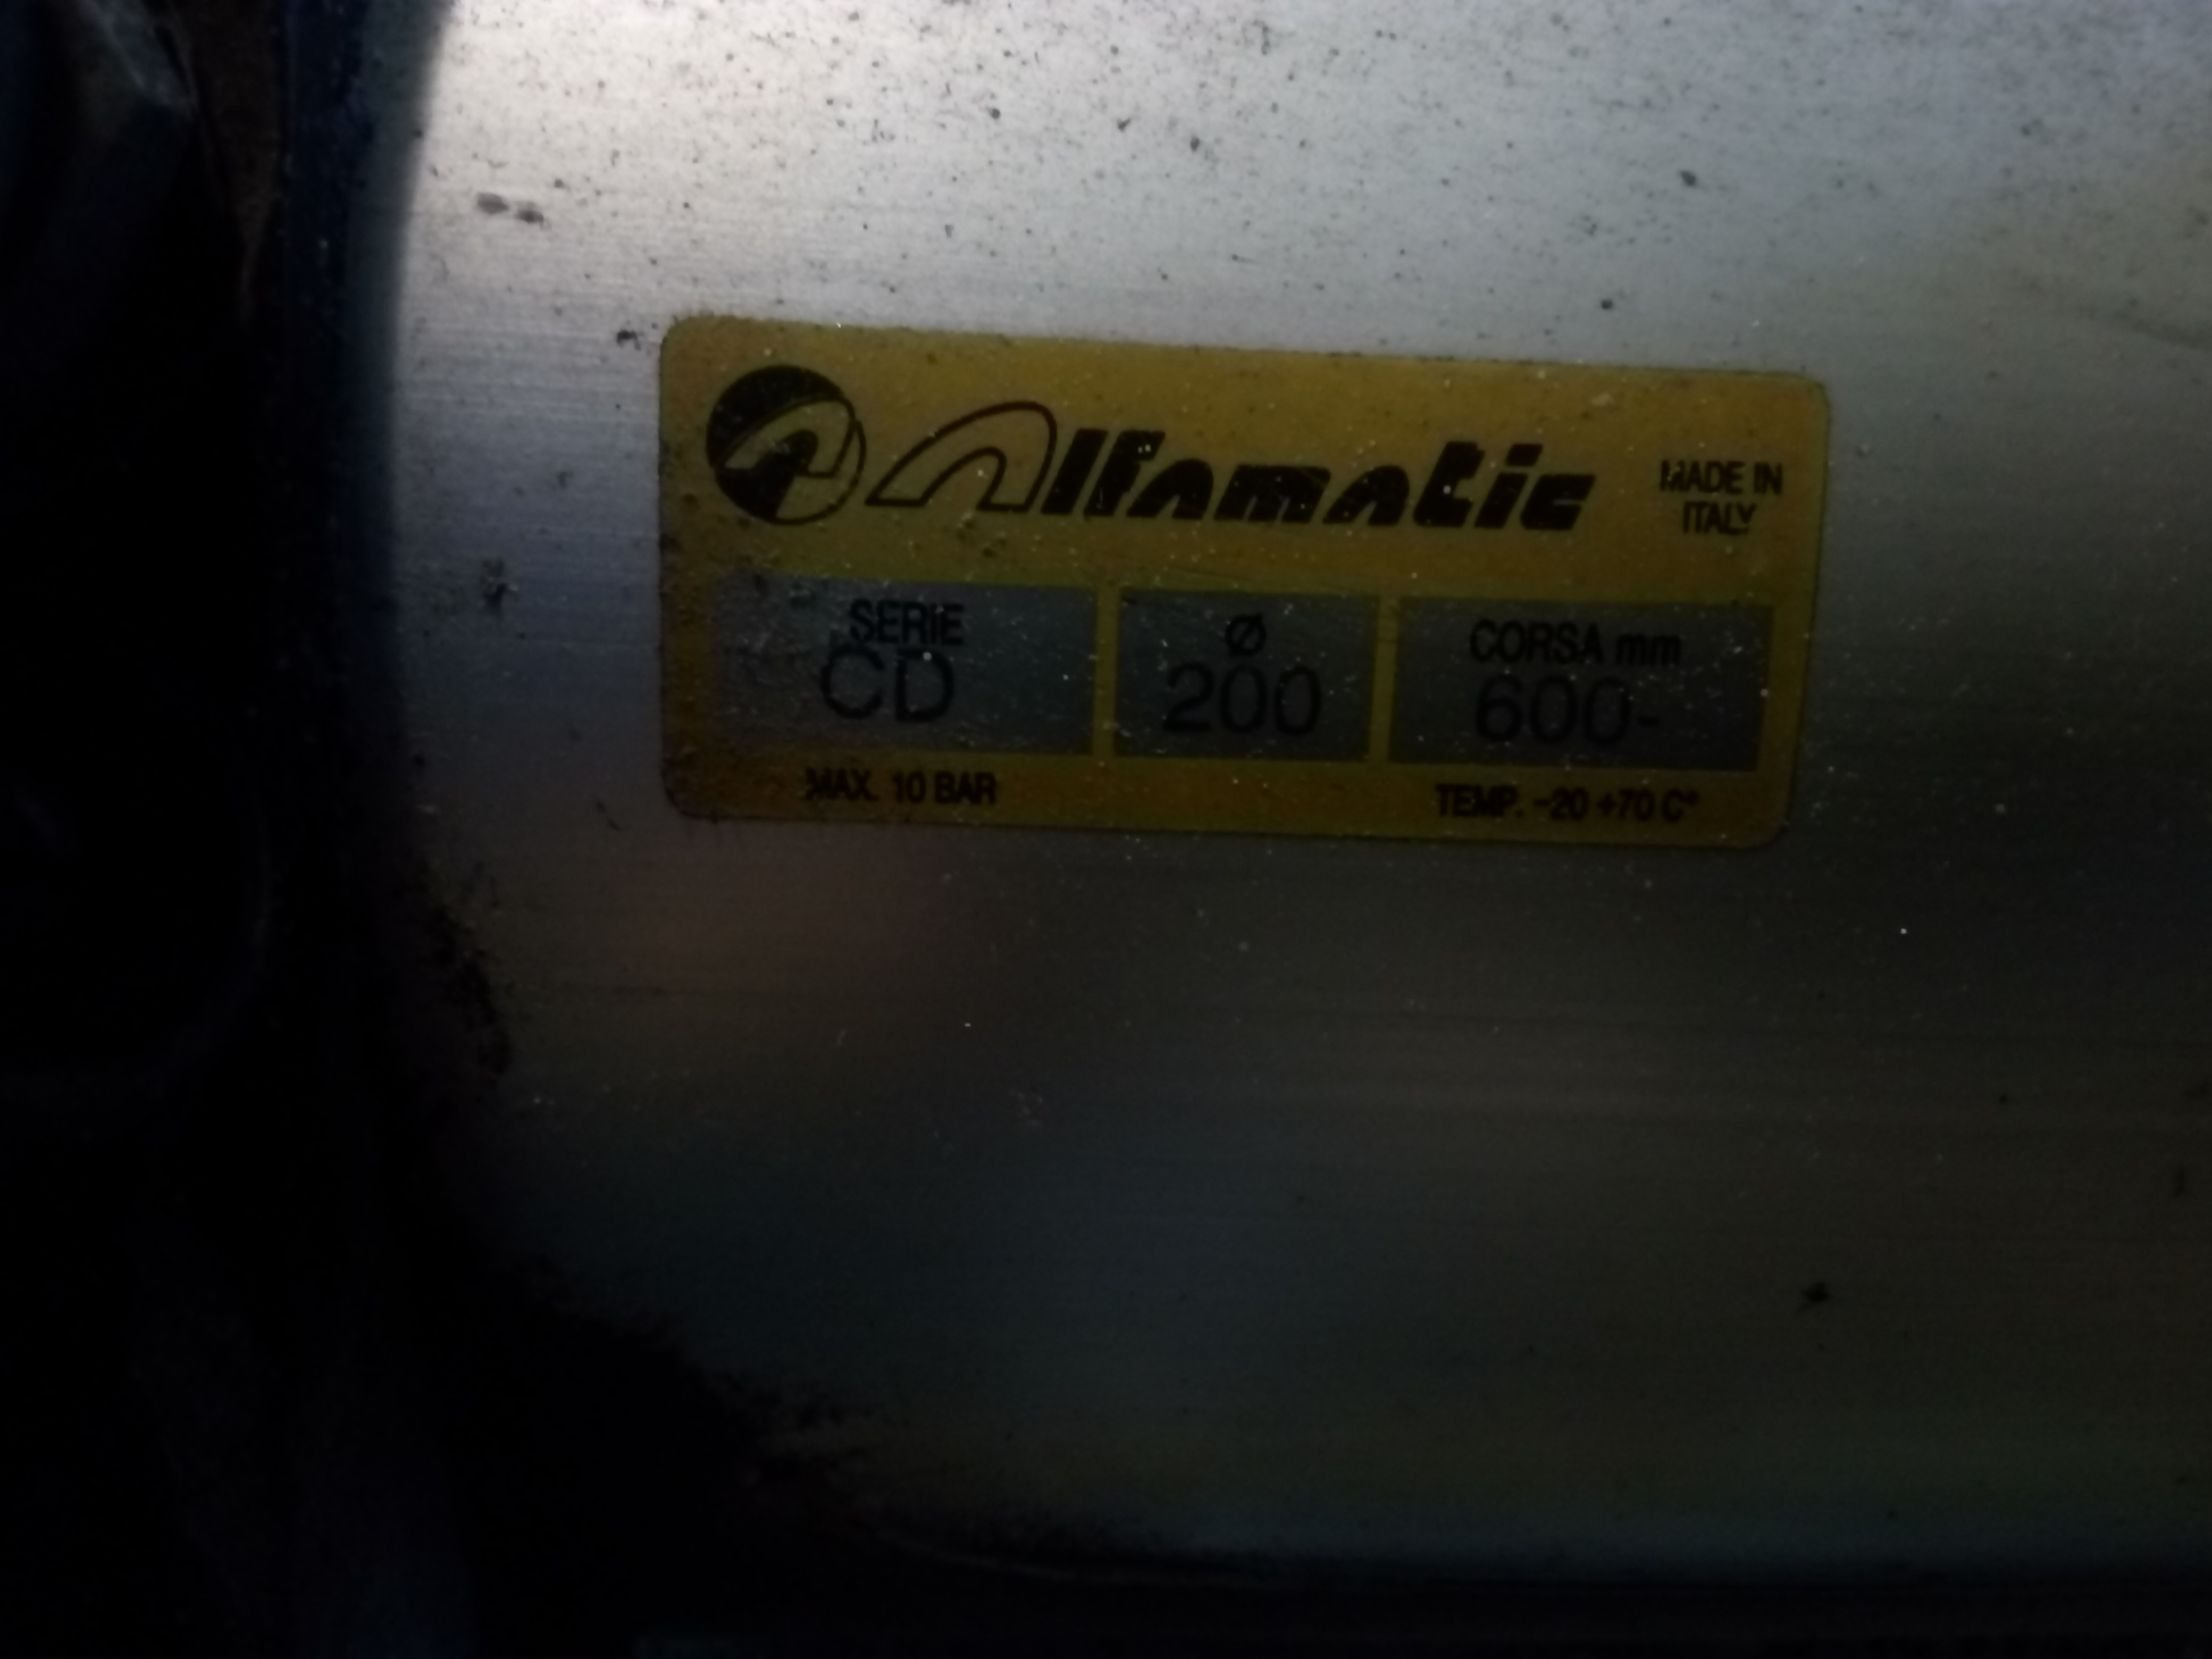 Alfamatic
MADE IN
ITALY
SERIE
CD
Ø
200
CORSA mm
600-
MAX. 10 BAR
TEMP. -20 +70 C°